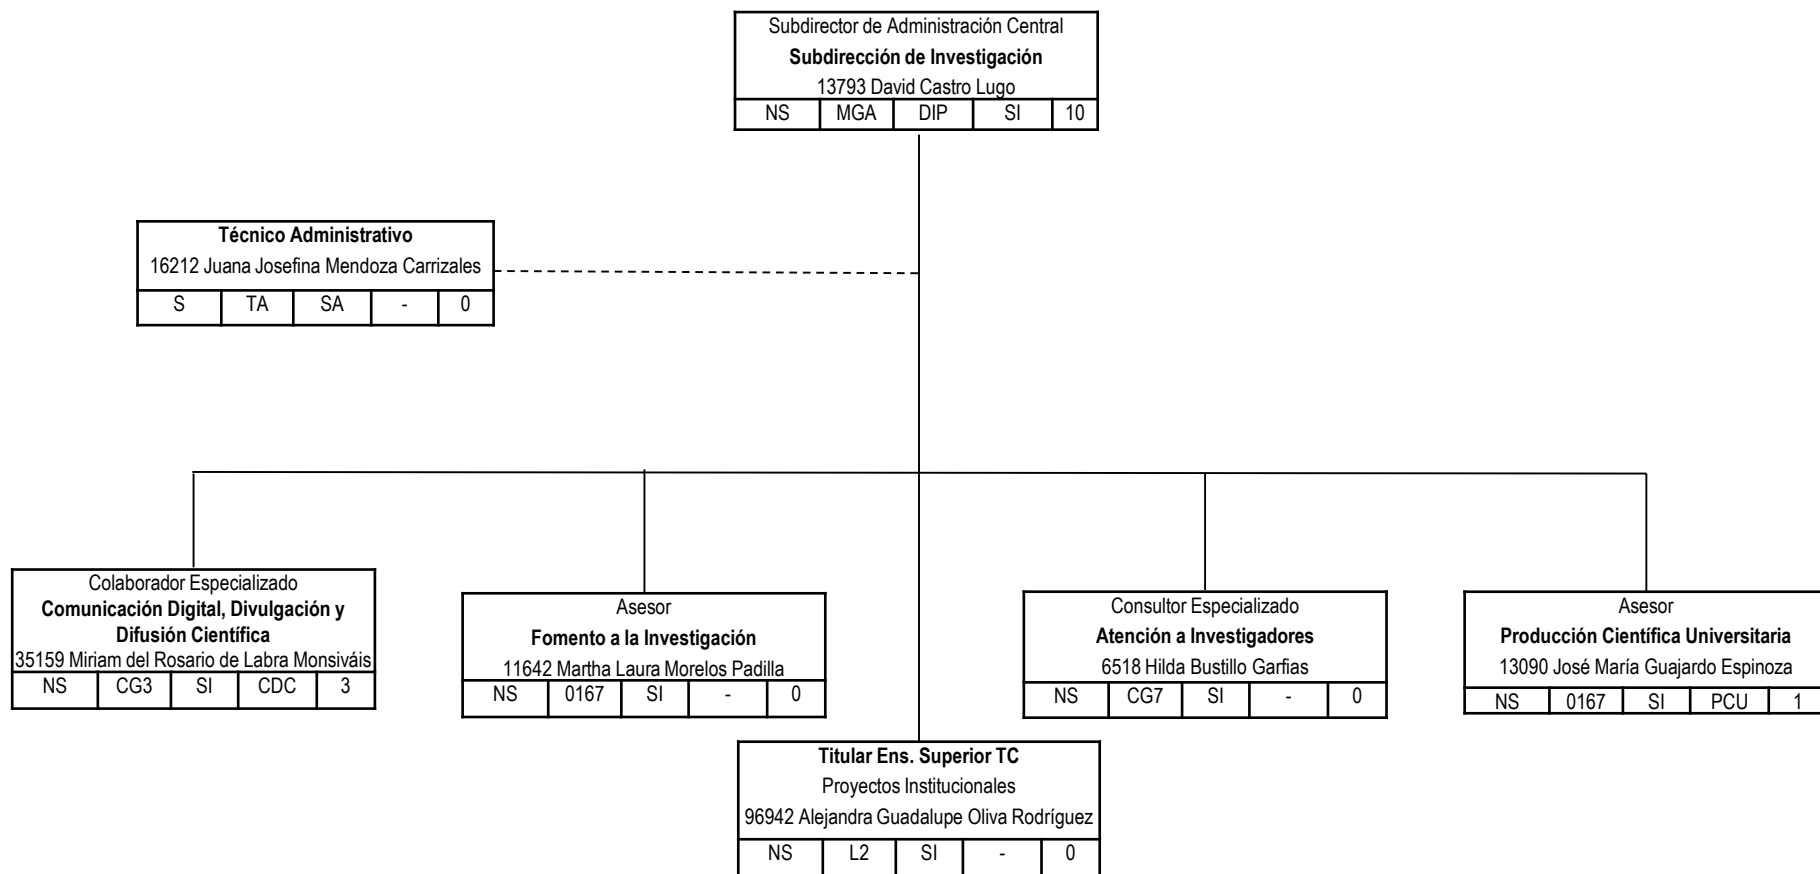 Subdirector de Administración Central
Subdirección de Investigación
13793 David Castro Lugo
NS MGA DIP SI 10
Técnico Administrativo
16212 Juana Josefina Mendoza Carrizales
S TA SA - 0
Colaborador Especializado
Comunicación Digital, Divulgación y
Difusión Científica
35159 Miriam del Rosario de Labra Monsiváis
NS CG3 SI CDC 3
Asesor
Fomento a la Investigación
11642 Martha Laura Morelos Padilla
NS 0167 SI - 0
Consultor Especializado
Atención a Investigadores
6518 Hilda Bustillo Garfias
NS CG7 SI - 0
Asesor
Producción Científica Universitaria
13090 José María Guajardo Espinoza
NS 0167 SI PCU 1
Titular Ens. Superior TC
Proyectos Institucionales
96942 Alejandra Guadalupe Oliva Rodríguez
NS L2 SI - 0